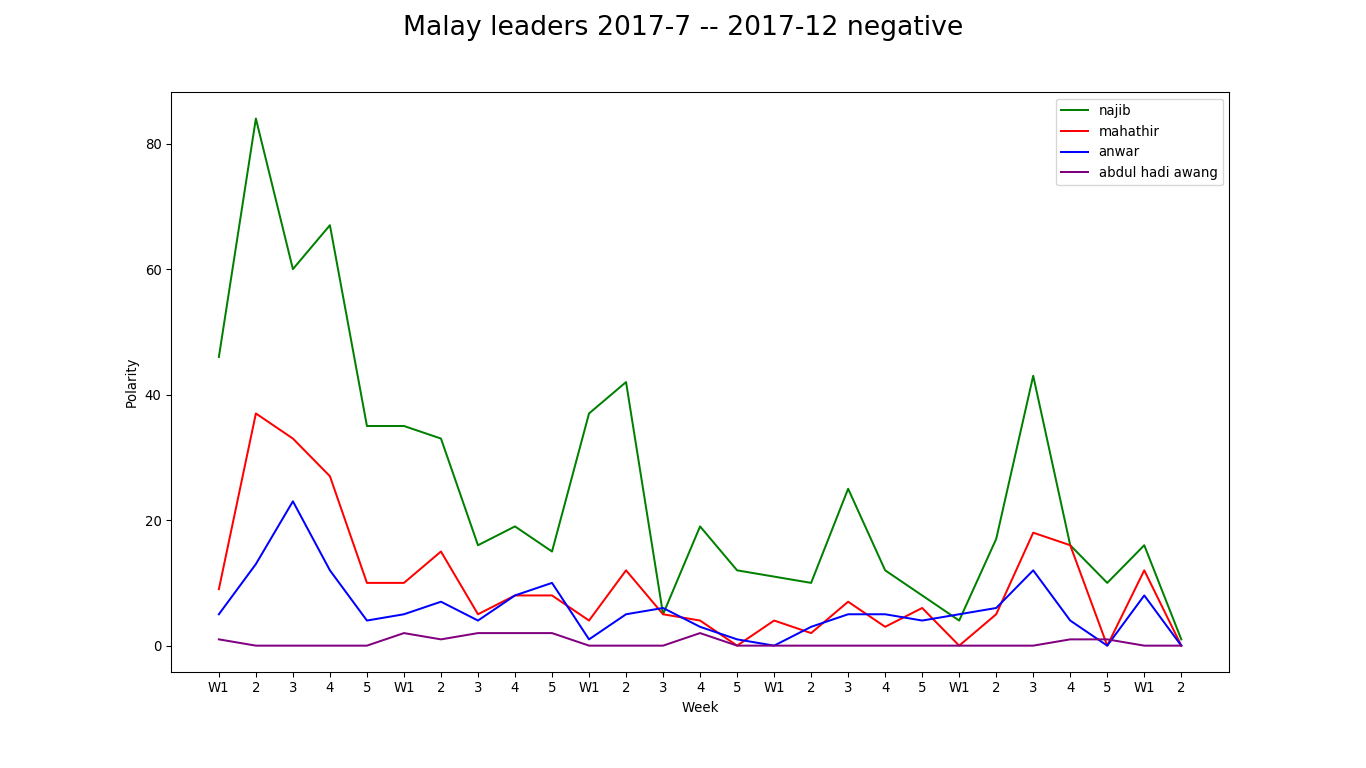 Malay leaders 2017-7 -- 2017-12 negative
najib
mahathir
anwar
abdul hadi awang
80
60
40
20
0
Polarity
W1 2 3 4 5 W1 2 3 4 5 W1 2 3 4 5 W1 2 3 4 5 W1 2 3 4 5 W1 2
Week